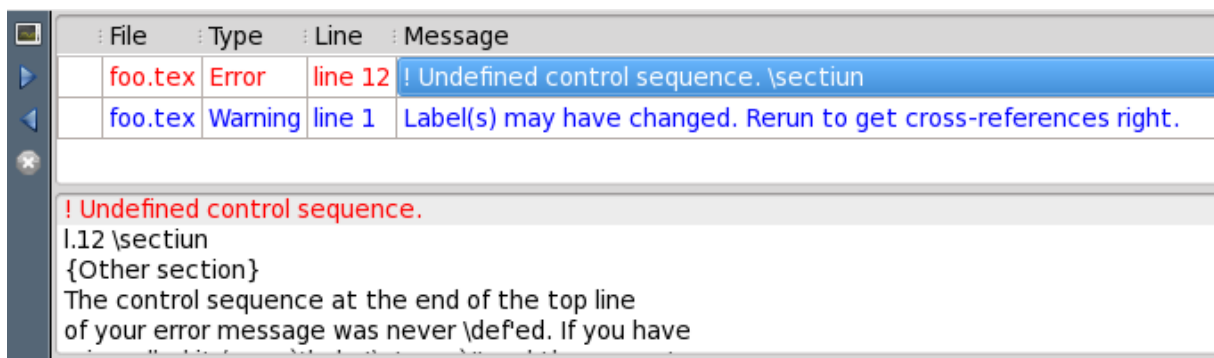 File Type Line Message
foo.tex Error line 12 ! Undefined control sequence. \sectiun
foo.tex Warning line 1 Label(s) may have changed. Rerun to get cross-references right.
! Undefined control sequence.
l.12 \sectiun
{Other section}
The control sequence at the end of the top line
of your error message was never \def'ed. If you have